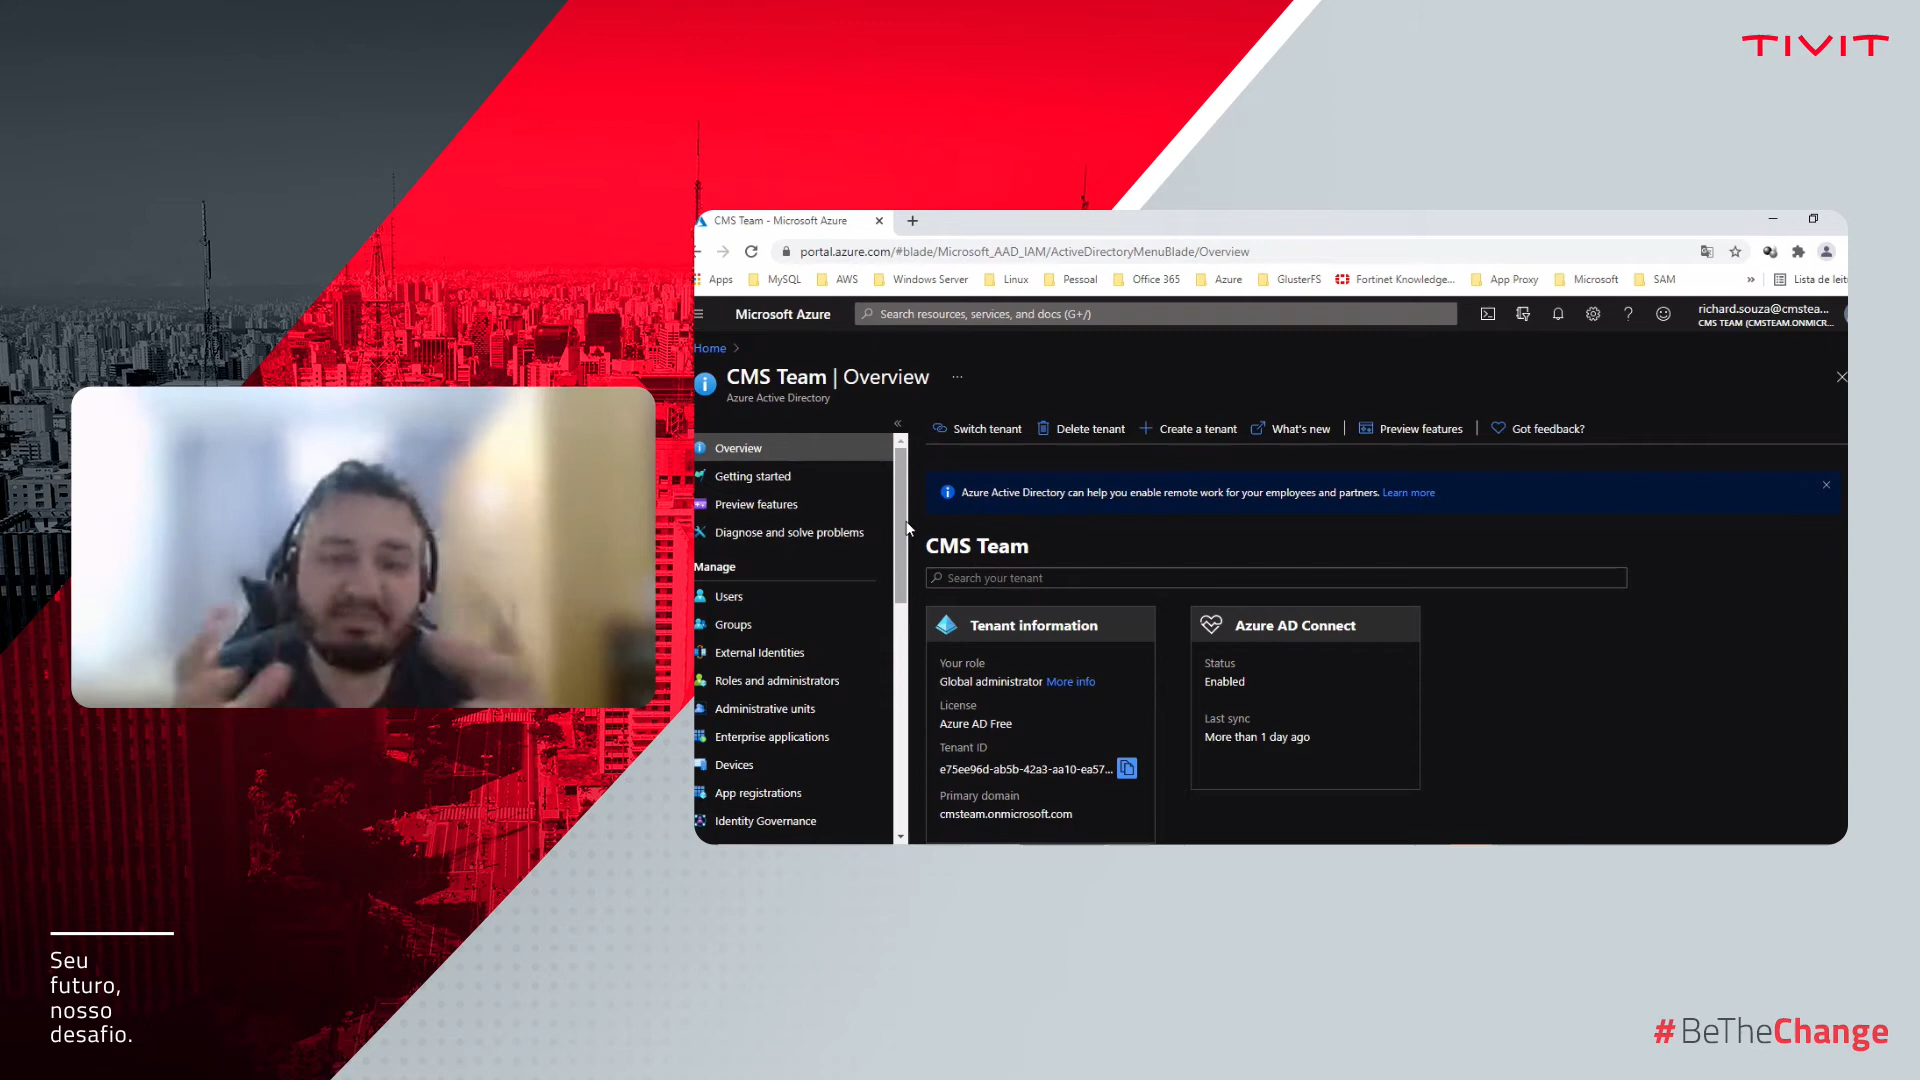 TIVIT
CMS Team - Microsoft Azure
portal.azure.com/#blade/Microsoft_AAD_IAM/ActiveDirectoryMenuBlade/Overview
Apps MySQL AWS Windows Server Linux Pessoal Office 365 Azure GlusterFS Fortinet Knowledge... App Proxy Microsoft SAM » Lista de leit
Microsoft Azure Search resources, services, and docs (G+/) richard.souza@cmstea...
CMS TEAM (CMSTEAM.ONMICR...
Home >
CMS Team | Overview ...
Azure Active Directory
«
Switch tenant Delete tenant Create a tenant What's new Preview features Got feedback?
Overview
Getting started
Preview features
Diagnose and solve problems
Manage
Users
Groups
External Identities
Roles and administrators
Administrative units
Enterprise applications
Devices
App registrations
Identity Governance
Azure Active Directory can help you enable remote work for your employees and partners. Learn more
CMS Team
Search your tenant
Tenant information
Your role
Global administrator More info
License
Azure AD Free
Tenant ID
e75ee96d-ab5b-42a3-aa10-ea57...
Primary domain
cmsteam.onmicrosoft.com
Azure AD Connect
Status
Enabled
Last sync
More than 1 day ago
Seu
futuro,
nosso
desafio.
#BeTheChange